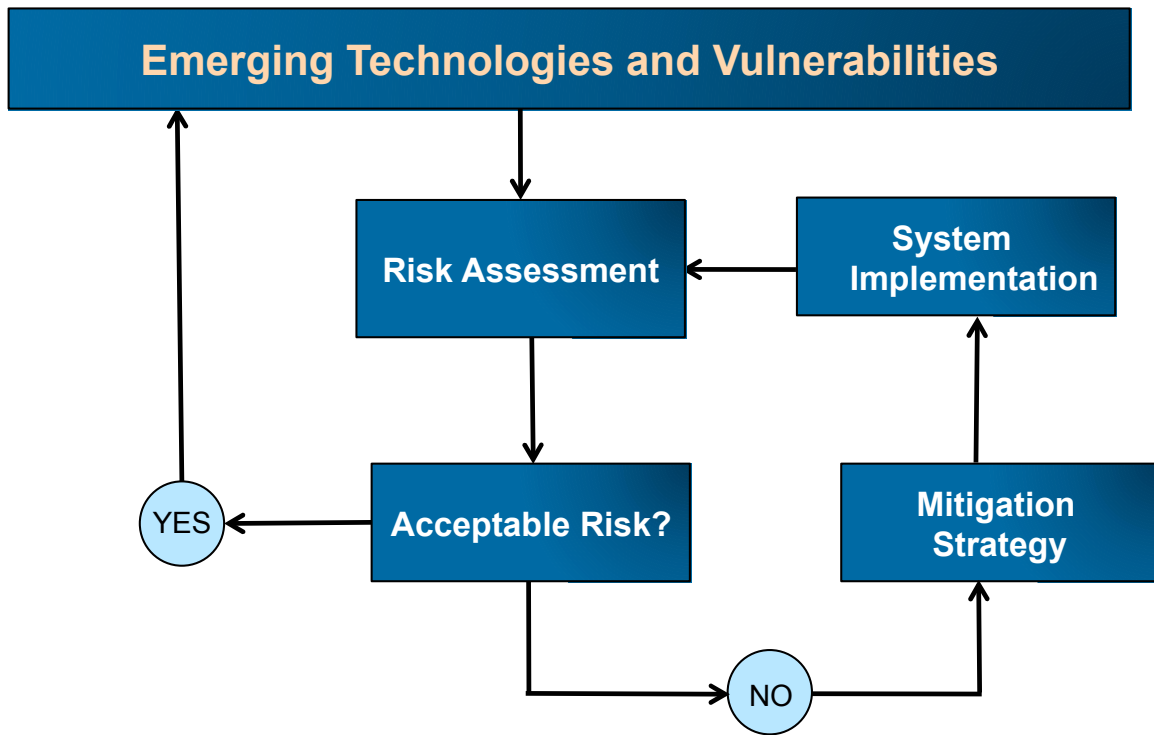 Emerging Technologies and Vulnerabilities
Risk Assessment
System
Implementation
YES
Acceptable Risk?
Mitigation
Strategy
NO